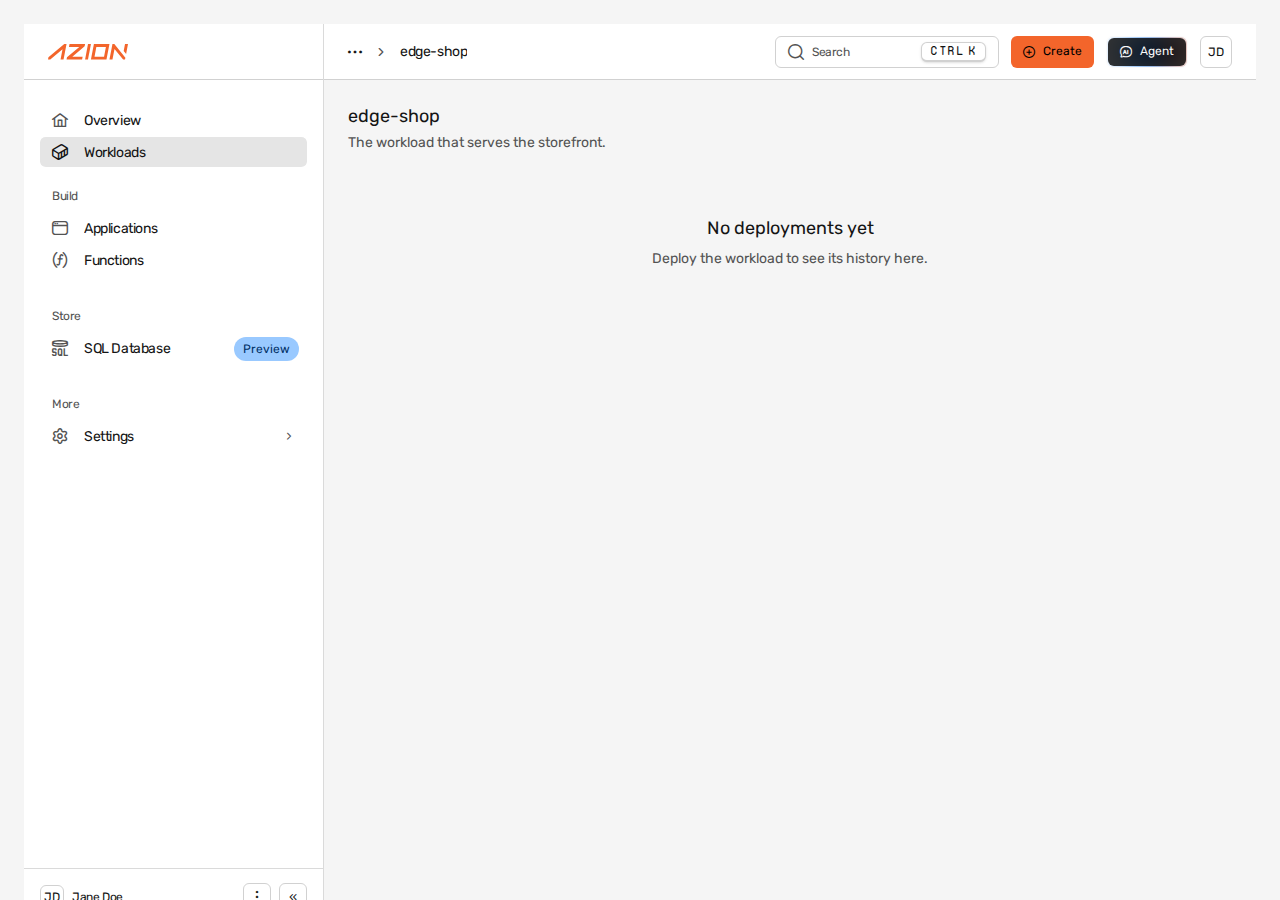 AZION
edge-shop
Search
CTRL K
Create
Agent
JD
Overview
Workloads
Build
Applications
Functions
Store
SQL Database
Preview
More
Settings
edge-shop
The workload that serves the storefront.
No deployments yet
Deploy the workload to see its history here.
JD
Jane Doe